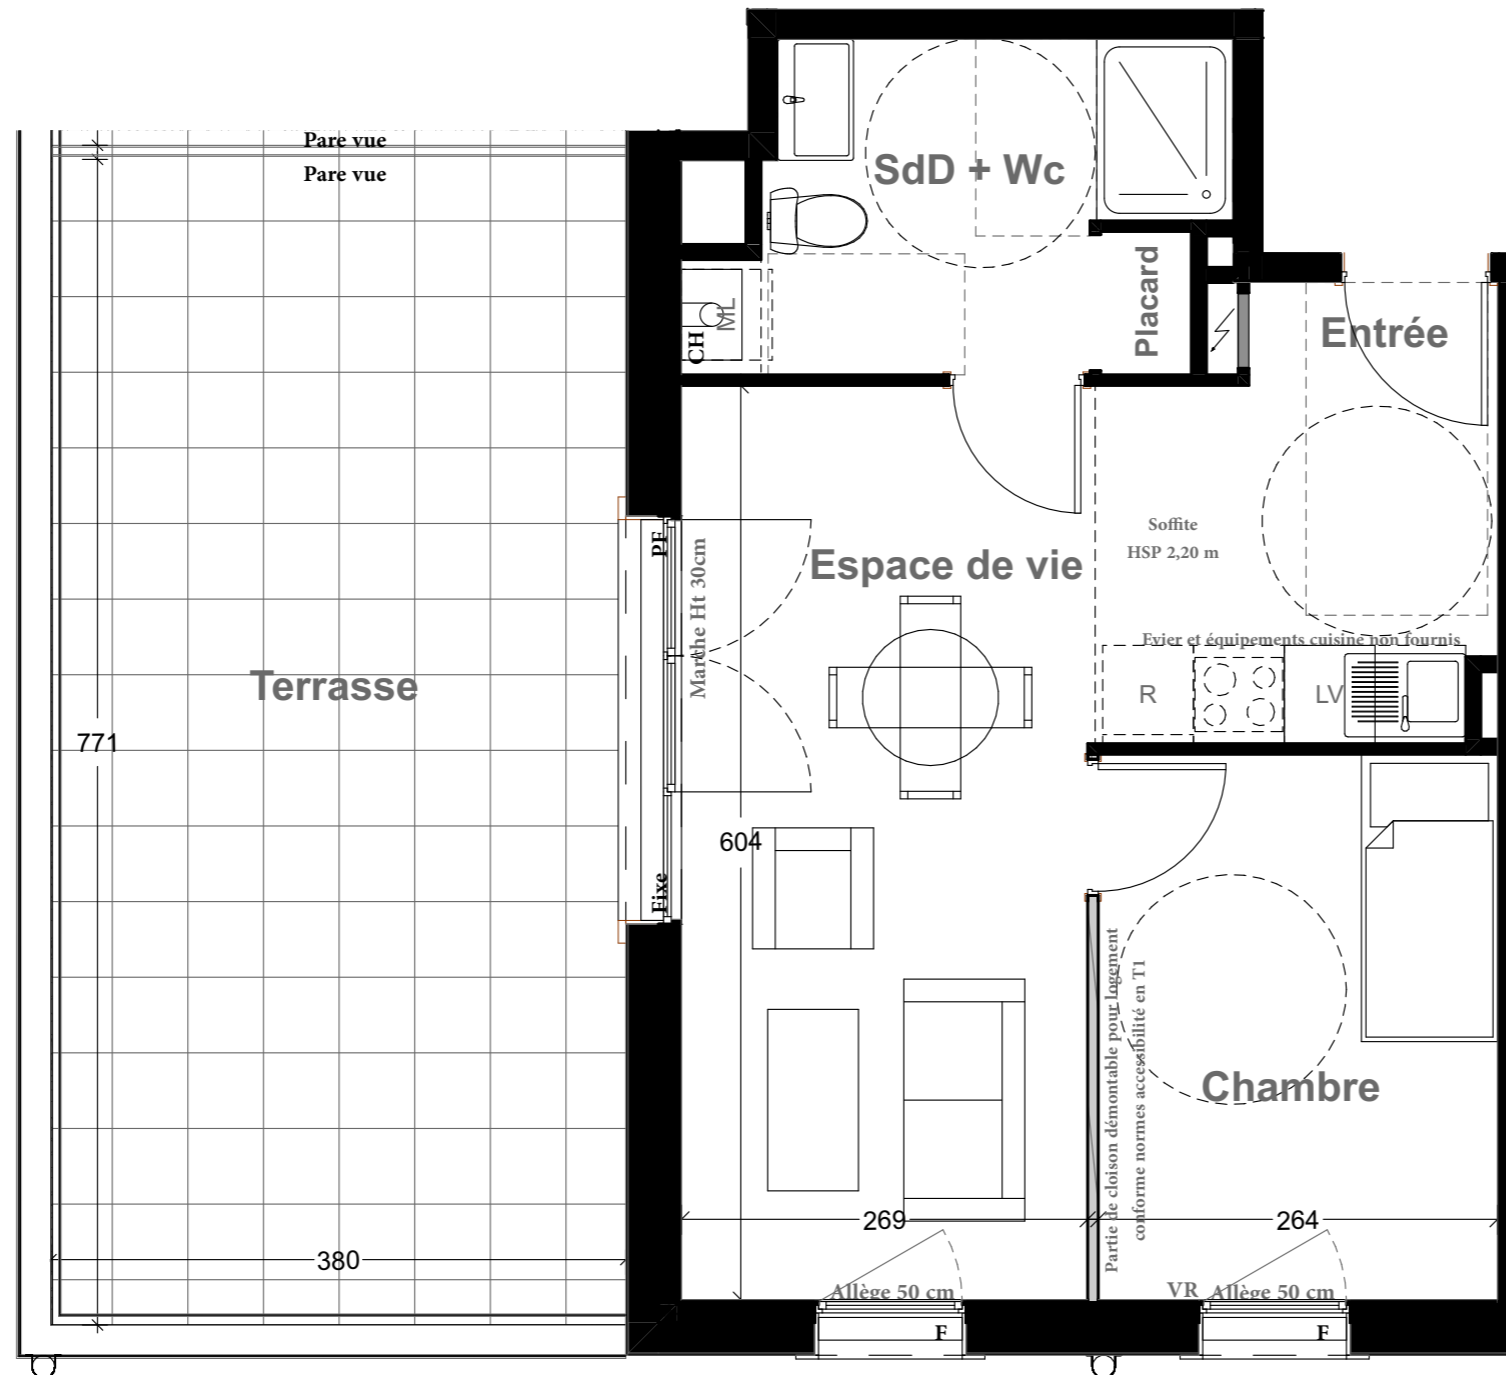 Pare vue
Pare vue
SdD + Wc
Placard
ML
CH
Entrée
Soffite
HSP 2,20 m
Espace de vie
PF
Marche Ht 30cm
Evier et équipements cuisine non fournis
Terrasse
R
LV
771
604
Fixe
Partie de cloison démontable pour logement
conforme normes accessibilité en T1
Chambre
269
264
380
Allège 50 cm
VR Allège 50 cm
F
F